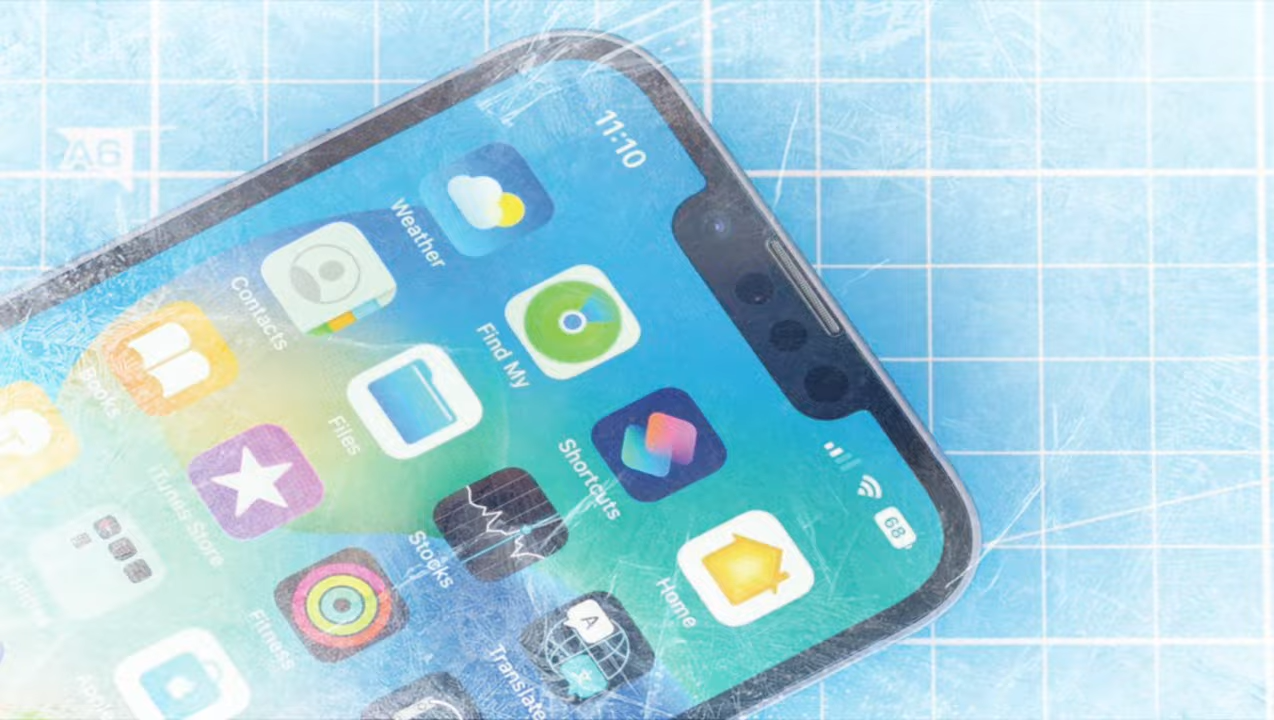 A6
11:10
68
Weather
Find My
Shortcuts
Home
Contacts
Files
Stocks
Translate
A
Books
iTunes Store
Fitness